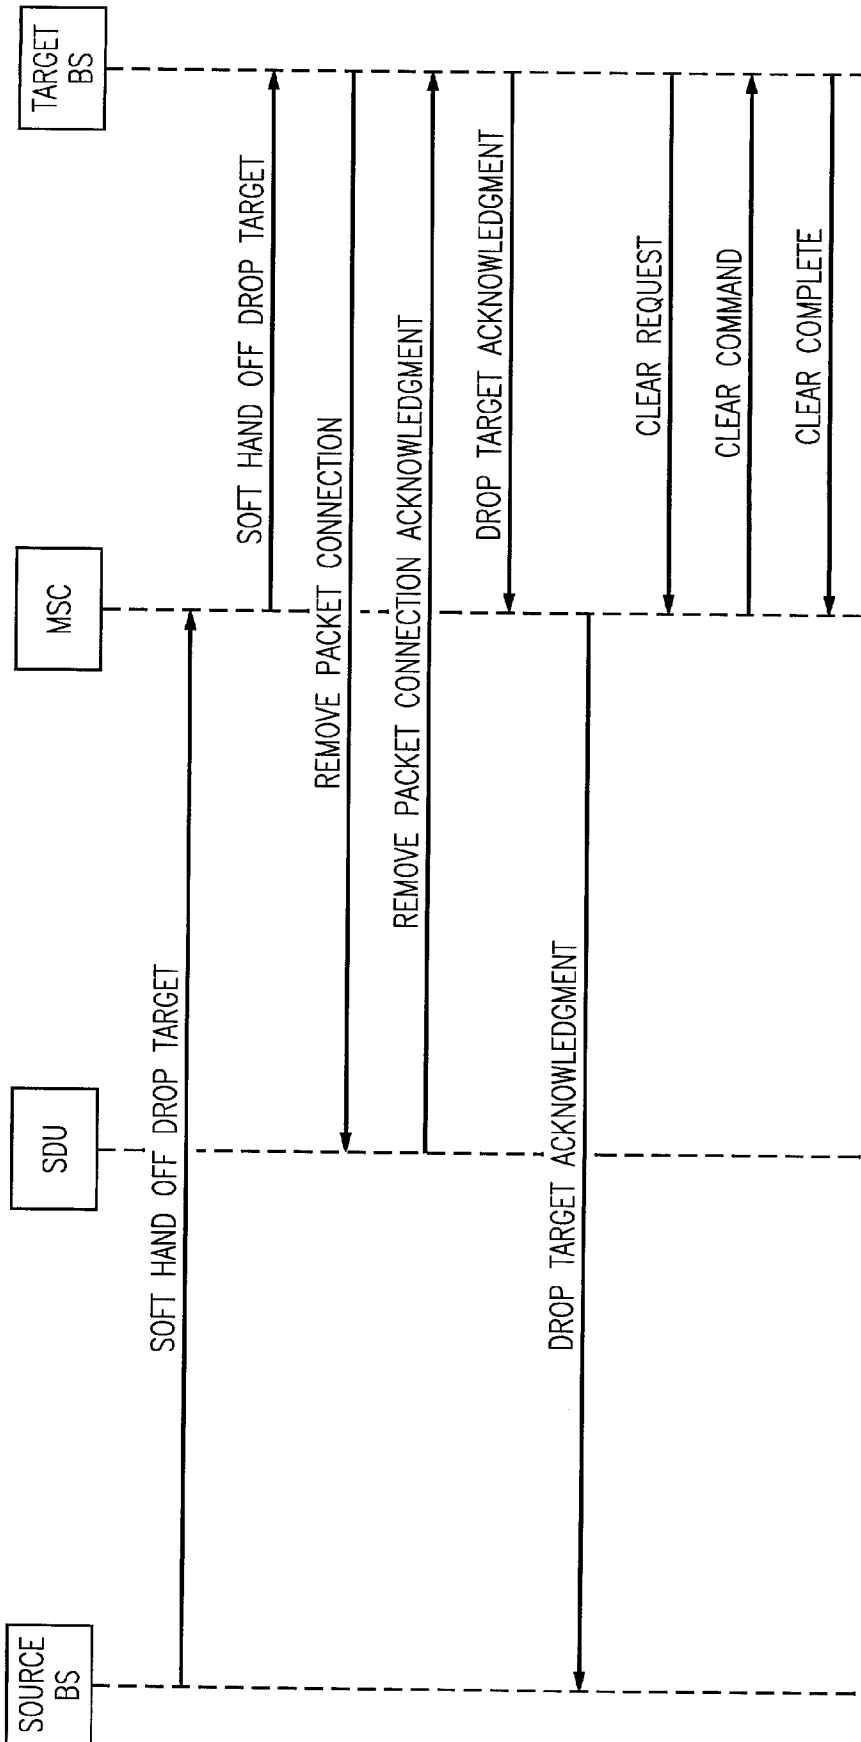 SOURCE
BS
SDU
MSC
TARGET
BS
SOFT HAND OFF DROP TARGET
SOFT HAND OFF DROP TARGET
REMOVE PACKET CONNECTION
REMOVE PACKET CONNECTION ACKNOWLEDGMENT
DROP TARGET ACKNOWLEDGMENT
DROP TARGET ACKNOWLEDGMENT
CLEAR REQUEST
CLEAR COMMAND
CLEAR COMPLETE